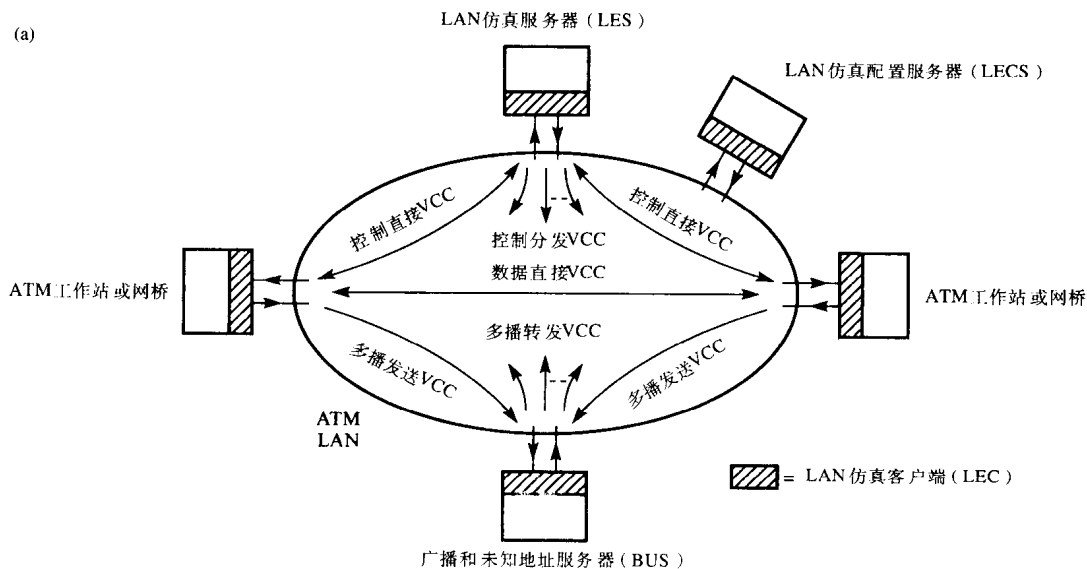 (a)
LAN仿真服务器(LES)
LAN仿真配置服务器(LECS)
控制直接VCC
控制直接VCC
控制分发VCC
数据直接VCC
ATM工作站或网桥
ATM工作站或网桥
多播转发VCC
多播发送VCC
多播发送VCC
ATM
LAN
= LAN仿真客户端(LEC)
广播和未知地址服务器(BUS)